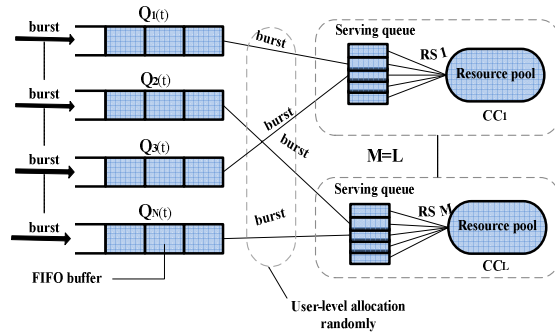 Q1(t)
burst
burst
Serving queue
RS 1
Resource pool
CC1
Q2(t)
burst
burst
Q3(t)
burst
burst
M=L
Serving queue
RS M
Resource pool
CCL
QN(t)
burst
burst
FIFO buffer
User-level allocation
randomly